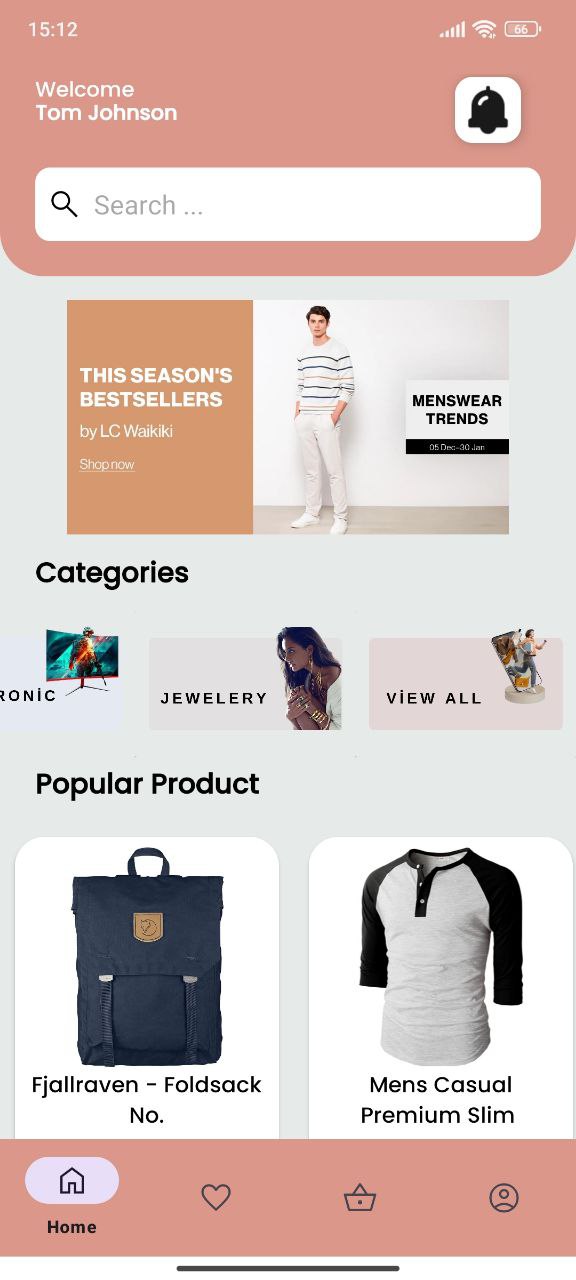 15:12
66
Welcome
Tom Johnson
Search ...
THIS SEASON'S
BESTSELLERS
by LC Waikiki
Shop now
MENSWEAR
TRENDS
05 Dec-30 Jan
Categories
RONİC
JEWELERY
VİEW ALL
Popular Product
Fjallraven - Foldsack
No.
Mens Casual
Premium Slim
Home